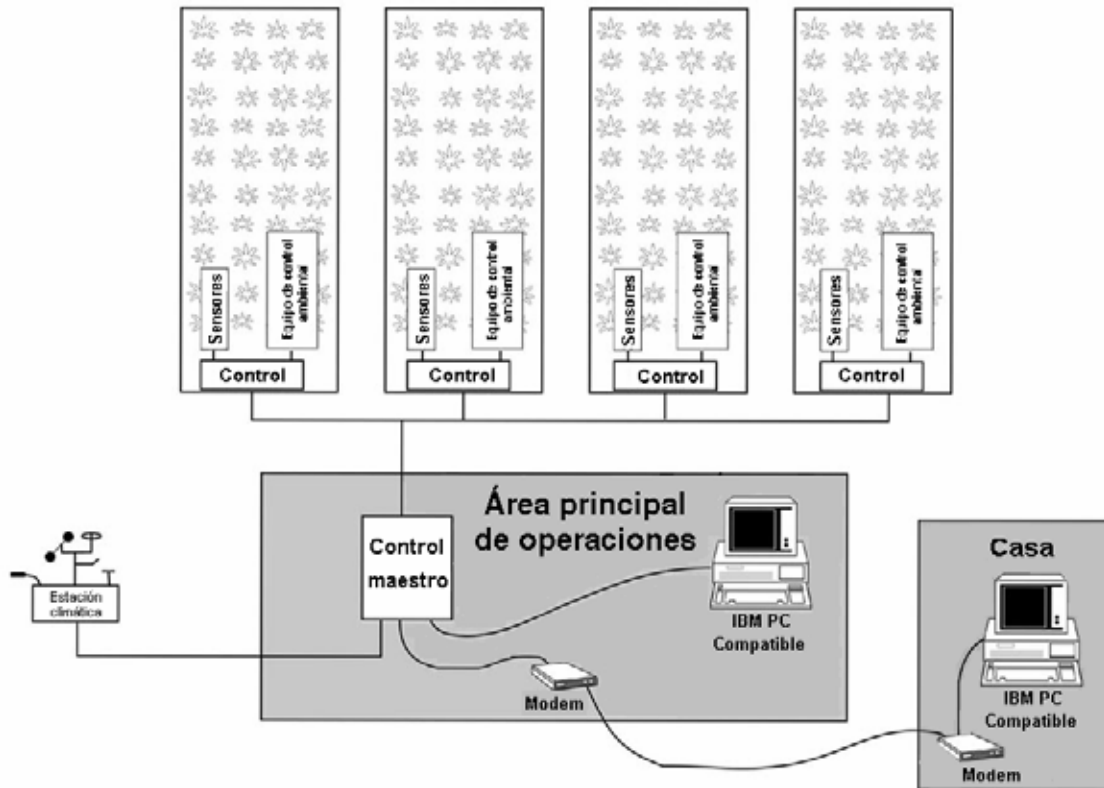 Sensores
Equipo de control
ambiental
Control
Sensores
Equipo de control
ambiental
Control
Sensores
Equipo de control
ambiental
Control
Sensores
Equipo de control
ambiental
Control
Área principal
de operaciones
Control
maestro
IBM PC
Compatible
Modem
Estación
climática
Casa
IBM PC
Compatible
Modem